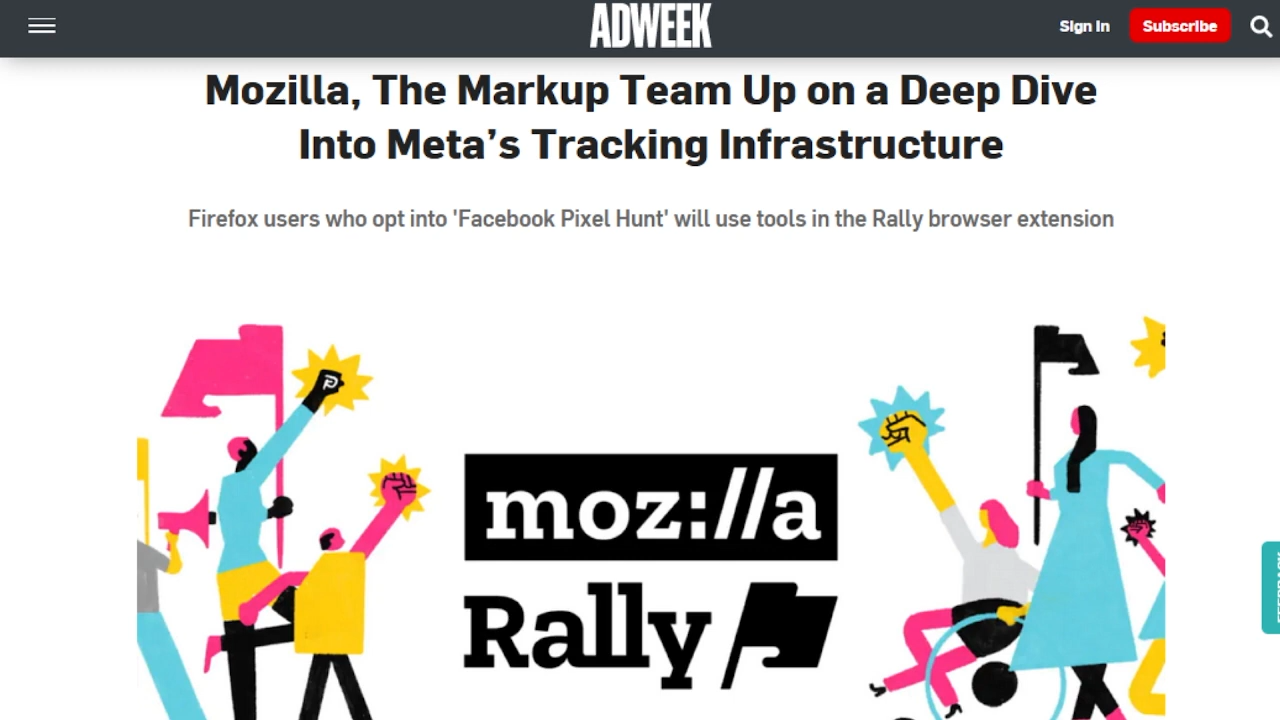 ADWEEK
Sign In
Subscribe
Mozilla, The Markup Team Up on a Deep Dive
Into Meta’s Tracking Infrastructure
Firefox users who opt into 'Facebook Pixel Hunt' will use tools in the Rally browser extension
moz://a
Rally
FEEDBACK